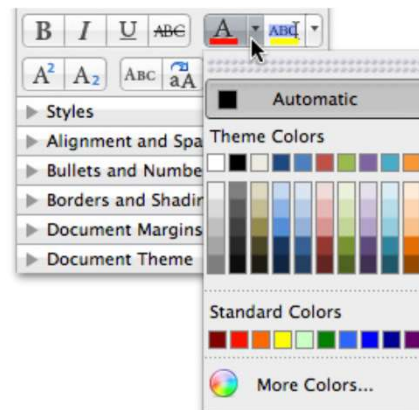 B I U ABC A ABC
A² A₂ ABC aA
Automatic
Styles
Theme Colors
Alignment and Spa
Bullets and Numbe
Borders and Shadin
Document Margins
Document Theme
Standard Colors
More Colors...